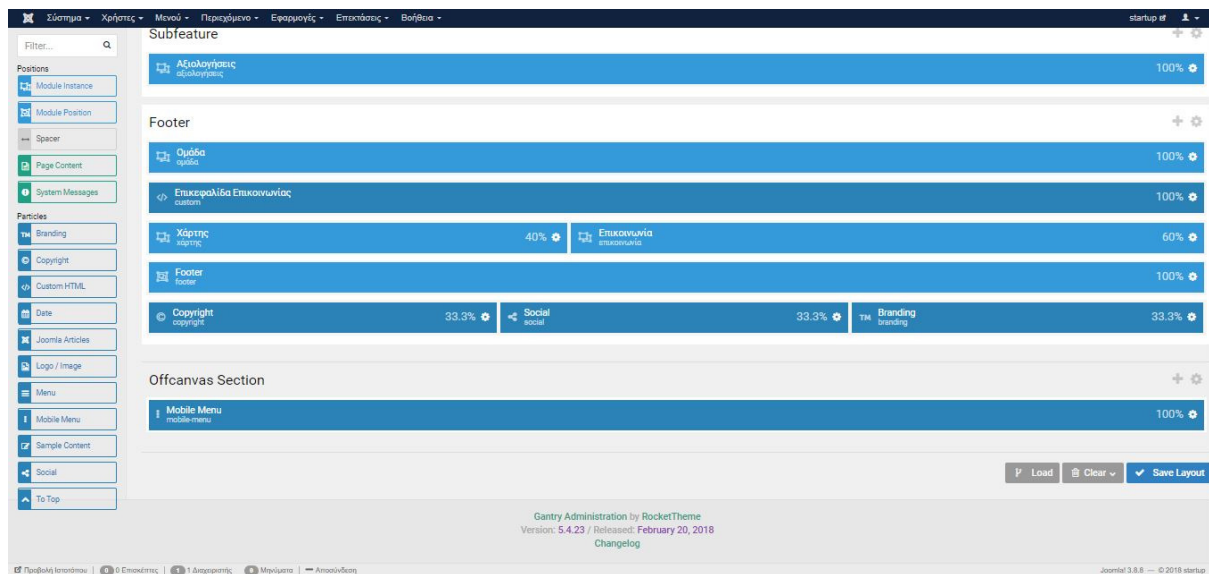 Σύστημα Χρήστες Μενού Περιεχόμενο Εφαρμογές Επεκτάσεις Βοήθεια startup
Filter...
Positions
Module Instance
Module Position
Spacer
Page Content
System Messages
Particles
Branding
Copyright
Custom HTML
Date
Joomla Articles
Logo / Image
Menu
Mobile Menu
Sample Content
Social
To Top
Subfeature
Αξιολογήσεις 100%
αξιολογήσεις
Footer
Ομάδα 100%
ομάδα
Επικεφαλίδα Επικοινωνίας 100%
custom
Χάρτης 40%
χάρτης
Επικοινωνία 60%
επικοινωνία
Footer 100%
footer
Copyright 33.3%
copyright
Social 33.3%
social
Branding 33.3%
branding
Offcanvas Section
Mobile Menu 100%
mobile-menu
Load Clear Save Layout
Gantry Administration by RocketTheme
Version: 5.4.23 / Released: February 20, 2018
Changelog
Προβολή Ιστοτόπου | 0 0 Επισκέπτες | 1 1 Διαχειριστής 0 Μηνύματα | Αποσύνδεση Joomla! 3.8.8 — © 2018 startup